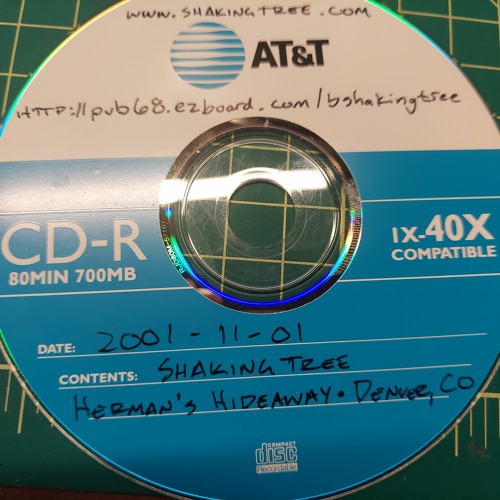 www.SHAKINGTREE.COM
AT&T
HTTP://pub68.ezboard.com/bshakingtree
CD-R
80MIN 700MB
1X-40X
COMPATIBLE
DATE: 2001-11-01
CONTENTS: SHAKING TREE
HERMAN'S HIDEAWAY • DENVER, CO
COMPACT
disc
Recordable